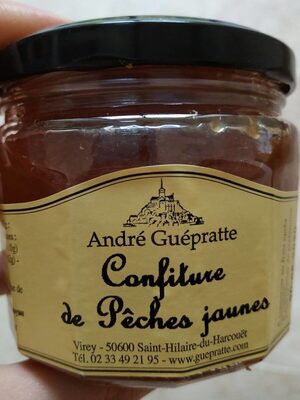 André Guépratte
Confiture
de Pêches jaunes
Virey - 50600 Saint-Hilaire-du-Harcouët
Tél. 02 33 49 21 95 - www.guepratte.com